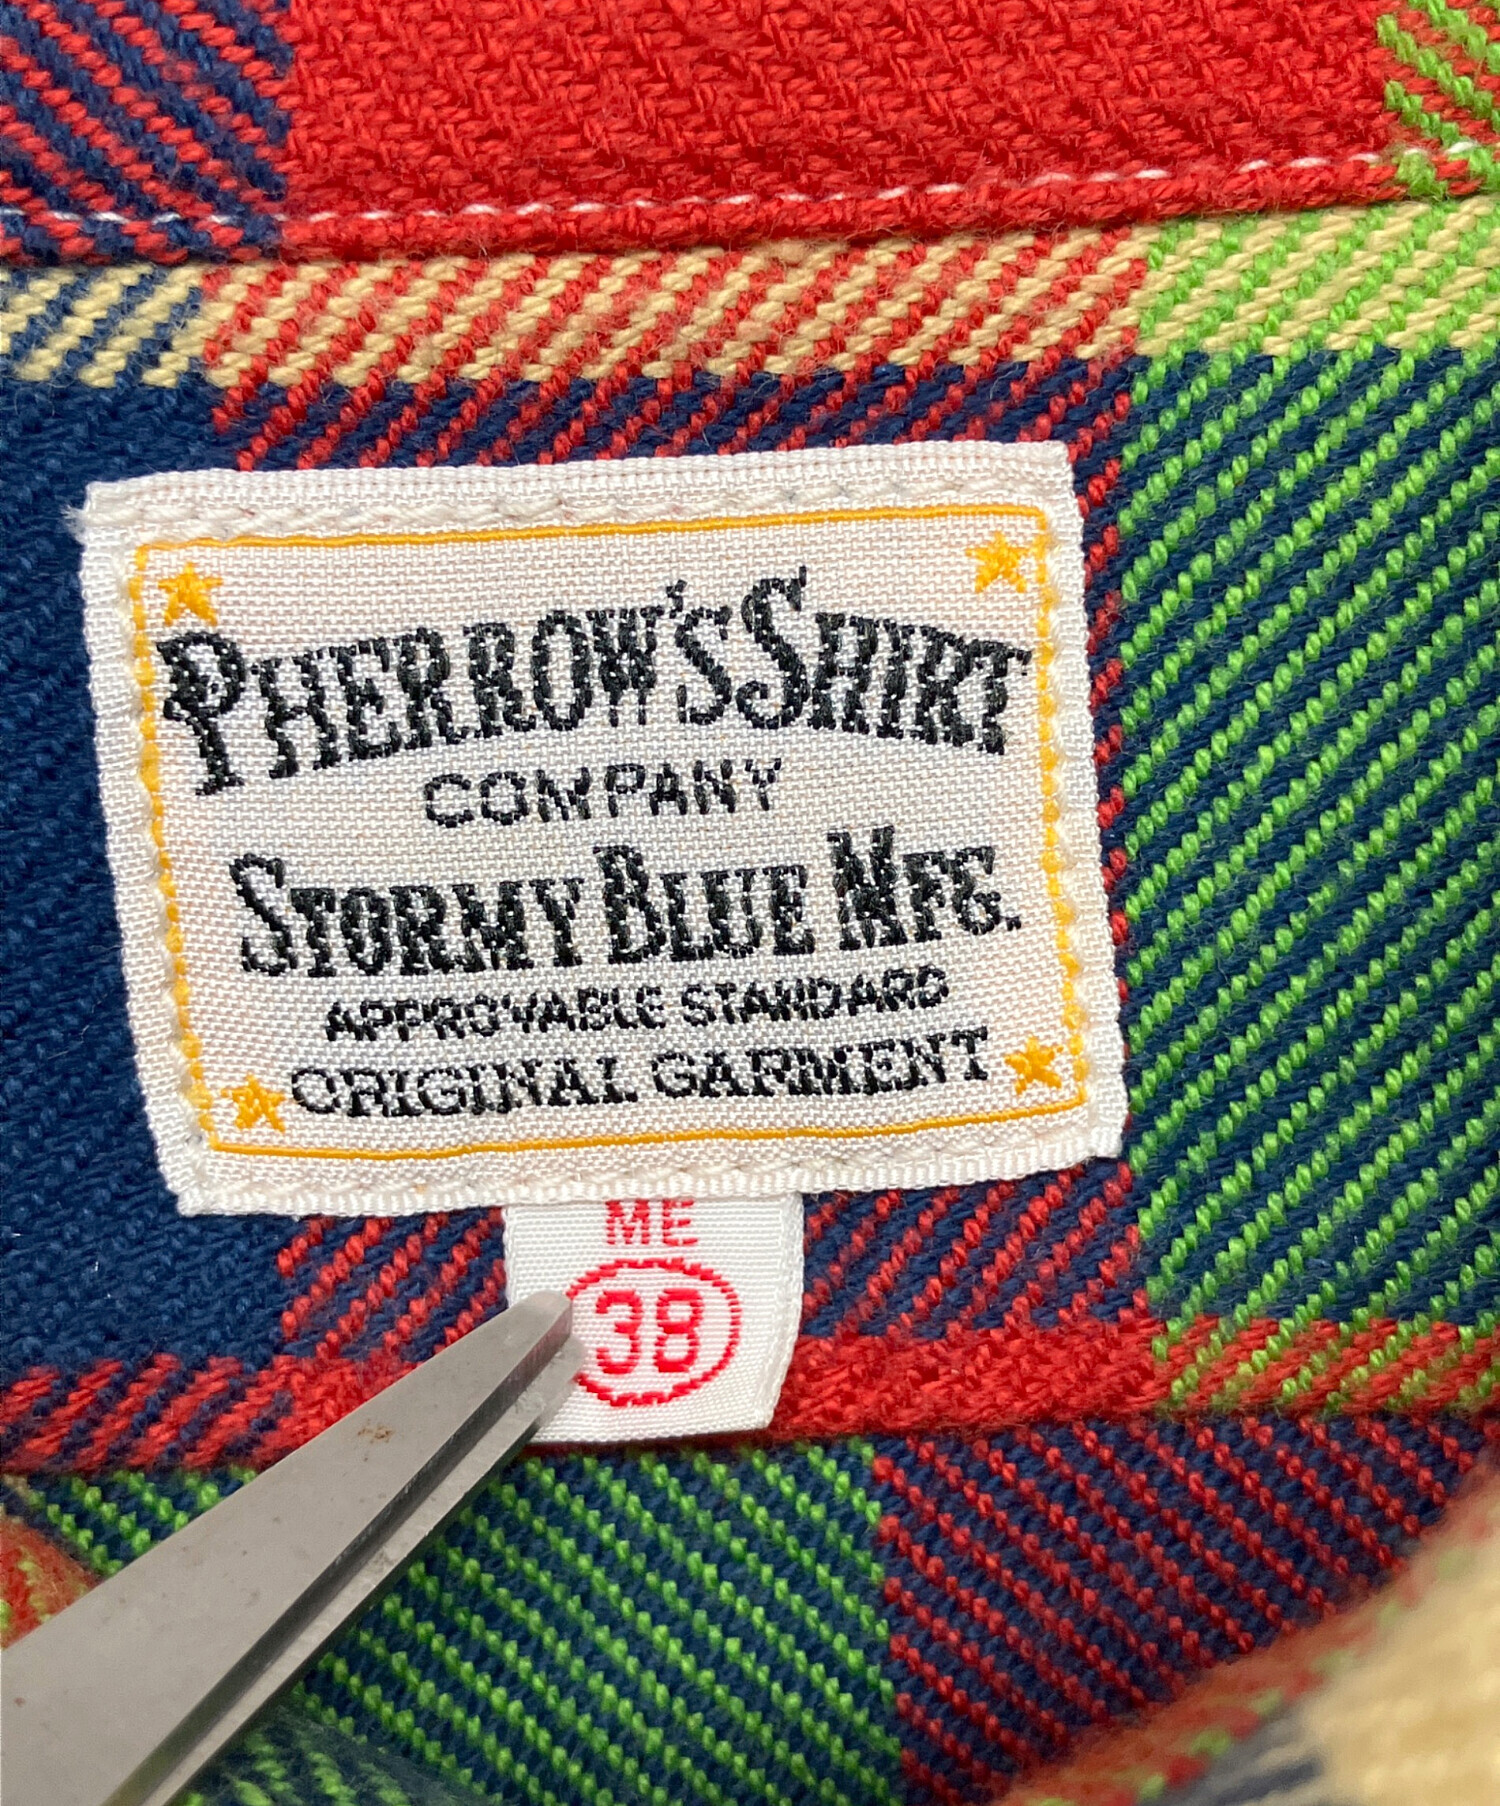 PHERROW'S SHIRT
COMPANY
STORMY BLUE MFG.
APPROVABLE STANDARD
ORIGINAL GARMENT
ME
38